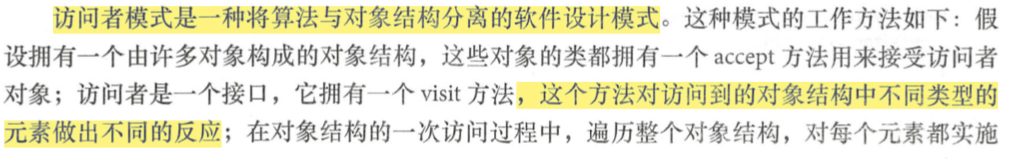 访问者模式是一种将算法与对象结构分离的软件设计模式。这种模式的工作方法如下：假
设拥有一个由许多对象构成的对象结构，这些对象的类都拥有一个 accept 方法用来接受访问者
对象；访问者是一个接口，它拥有一个 visit 方法，这个方法对访问到的对象结构中不同类型的
元素做出不同的反应；在对象结构的一次访问过程中，遍历整个对象结构，对每个元素都实施